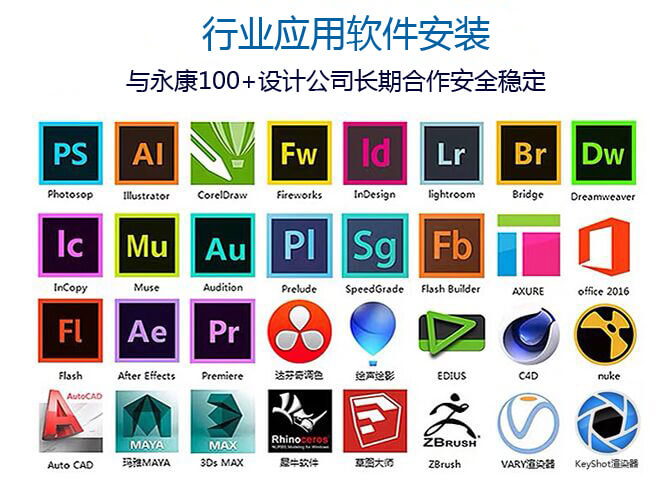 行业应用软件安装
与永康100+设计公司长期合作安全稳定
PS AI Fw Id Lr Br Dw
Photosop Illustrator CorelDraw Fireworks InDesign lightroom Bridge Dreamweaver
Ic Mu Au Pl Sg Fb
InCopy Muse Audition Prelude SpeedGrade Flash Builder AXURE office 2016
Fl Ae Pr
Flash After Effects Premiere 达芬奇调色 绘声绘影 EDIUS C4D nuke
AutoCAD MAYA MAX Rhinoceros ZBRUSH
NURBS Modeling for Windows
Auto CAD 玛雅MAYA 3Ds MAX 犀牛软件 草图大师 ZBrush VARY渲染器 KeyShot渲染器